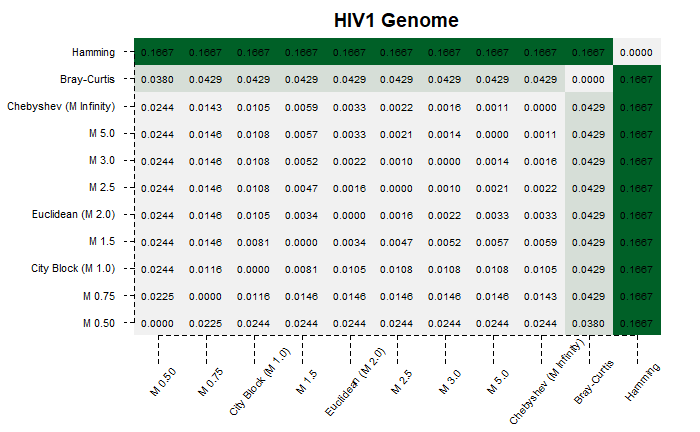 HIV1 Genome
Hamming 0.1667 0.1667 0.1667 0.1667 0.1667 0.1667 0.1667 0.1667 0.1667 0.1667 0.0000
Bray-Curtis 0.0380 0.0429 0.0429 0.0429 0.0429 0.0429 0.0429 0.0429 0.0429 0.0000 0.1667
Chebyshev (M Infinity) 0.0244 0.0143 0.0105 0.0059 0.0033 0.0022 0.0016 0.0011 0.0000 0.0429 0.1667
M 5.0 0.0244 0.0146 0.0108 0.0057 0.0033 0.0021 0.0014 0.0000 0.0011 0.0429 0.1667
M 3.0 0.0244 0.0146 0.0108 0.0052 0.0022 0.0010 0.0000 0.0014 0.0016 0.0429 0.1667
M 2.5 0.0244 0.0146 0.0108 0.0047 0.0016 0.0000 0.0010 0.0021 0.0022 0.0429 0.1667
Euclidean (M 2.0) 0.0244 0.0146 0.0105 0.0034 0.0000 0.0016 0.0022 0.0033 0.0033 0.0429 0.1667
M 1.5 0.0244 0.0146 0.0081 0.0000 0.0034 0.0047 0.0052 0.0057 0.0059 0.0429 0.1667
City Block (M 1.0) 0.0244 0.0116 0.0000 0.0081 0.0105 0.0108 0.0108 0.0108 0.0105 0.0429 0.1667
M 0.75 0.0225 0.0000 0.0116 0.0146 0.0146 0.0146 0.0146 0.0146 0.0143 0.0429 0.1667
M 0.50 0.0000 0.0225 0.0244 0.0244 0.0244 0.0244 0.0244 0.0244 0.0244 0.0380 0.1667
M 0.50 M 0.75 City Block (M 1.0) M 1.5 Euclidean (M 2.0) M 2.5 M 3.0 M 5.0 Chebyshev (M Infinity) Bray-Curtis Hamming